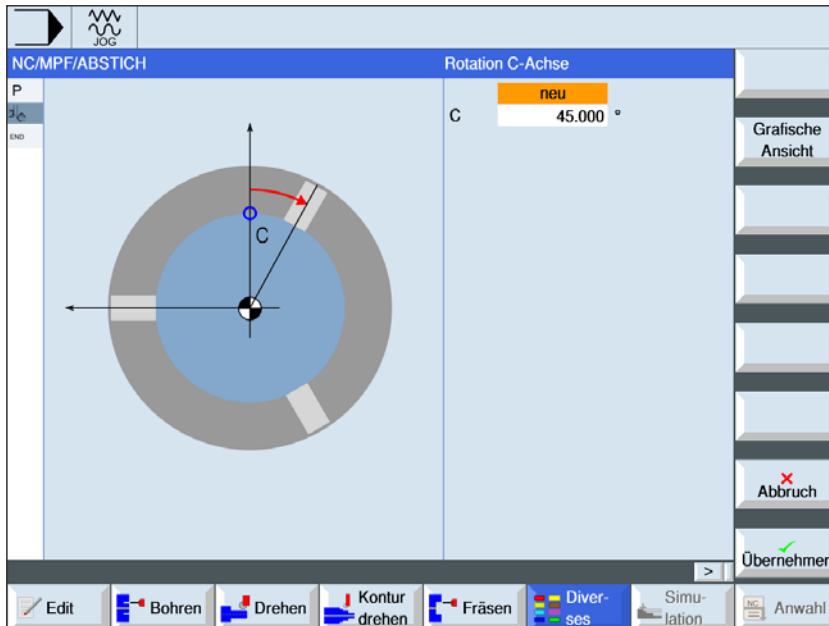 JOG
NC/MPF/ABSTICH
Rotation C-Achse
P
END
neu
C 45.000 °
C
Grafische
Ansicht
Abbruch
Übernehmen
>
Edit
Bohren
Drehen
Kontur
drehen
Fräsen
Diver-
ses
Simu-
lation
NC
Anwahl